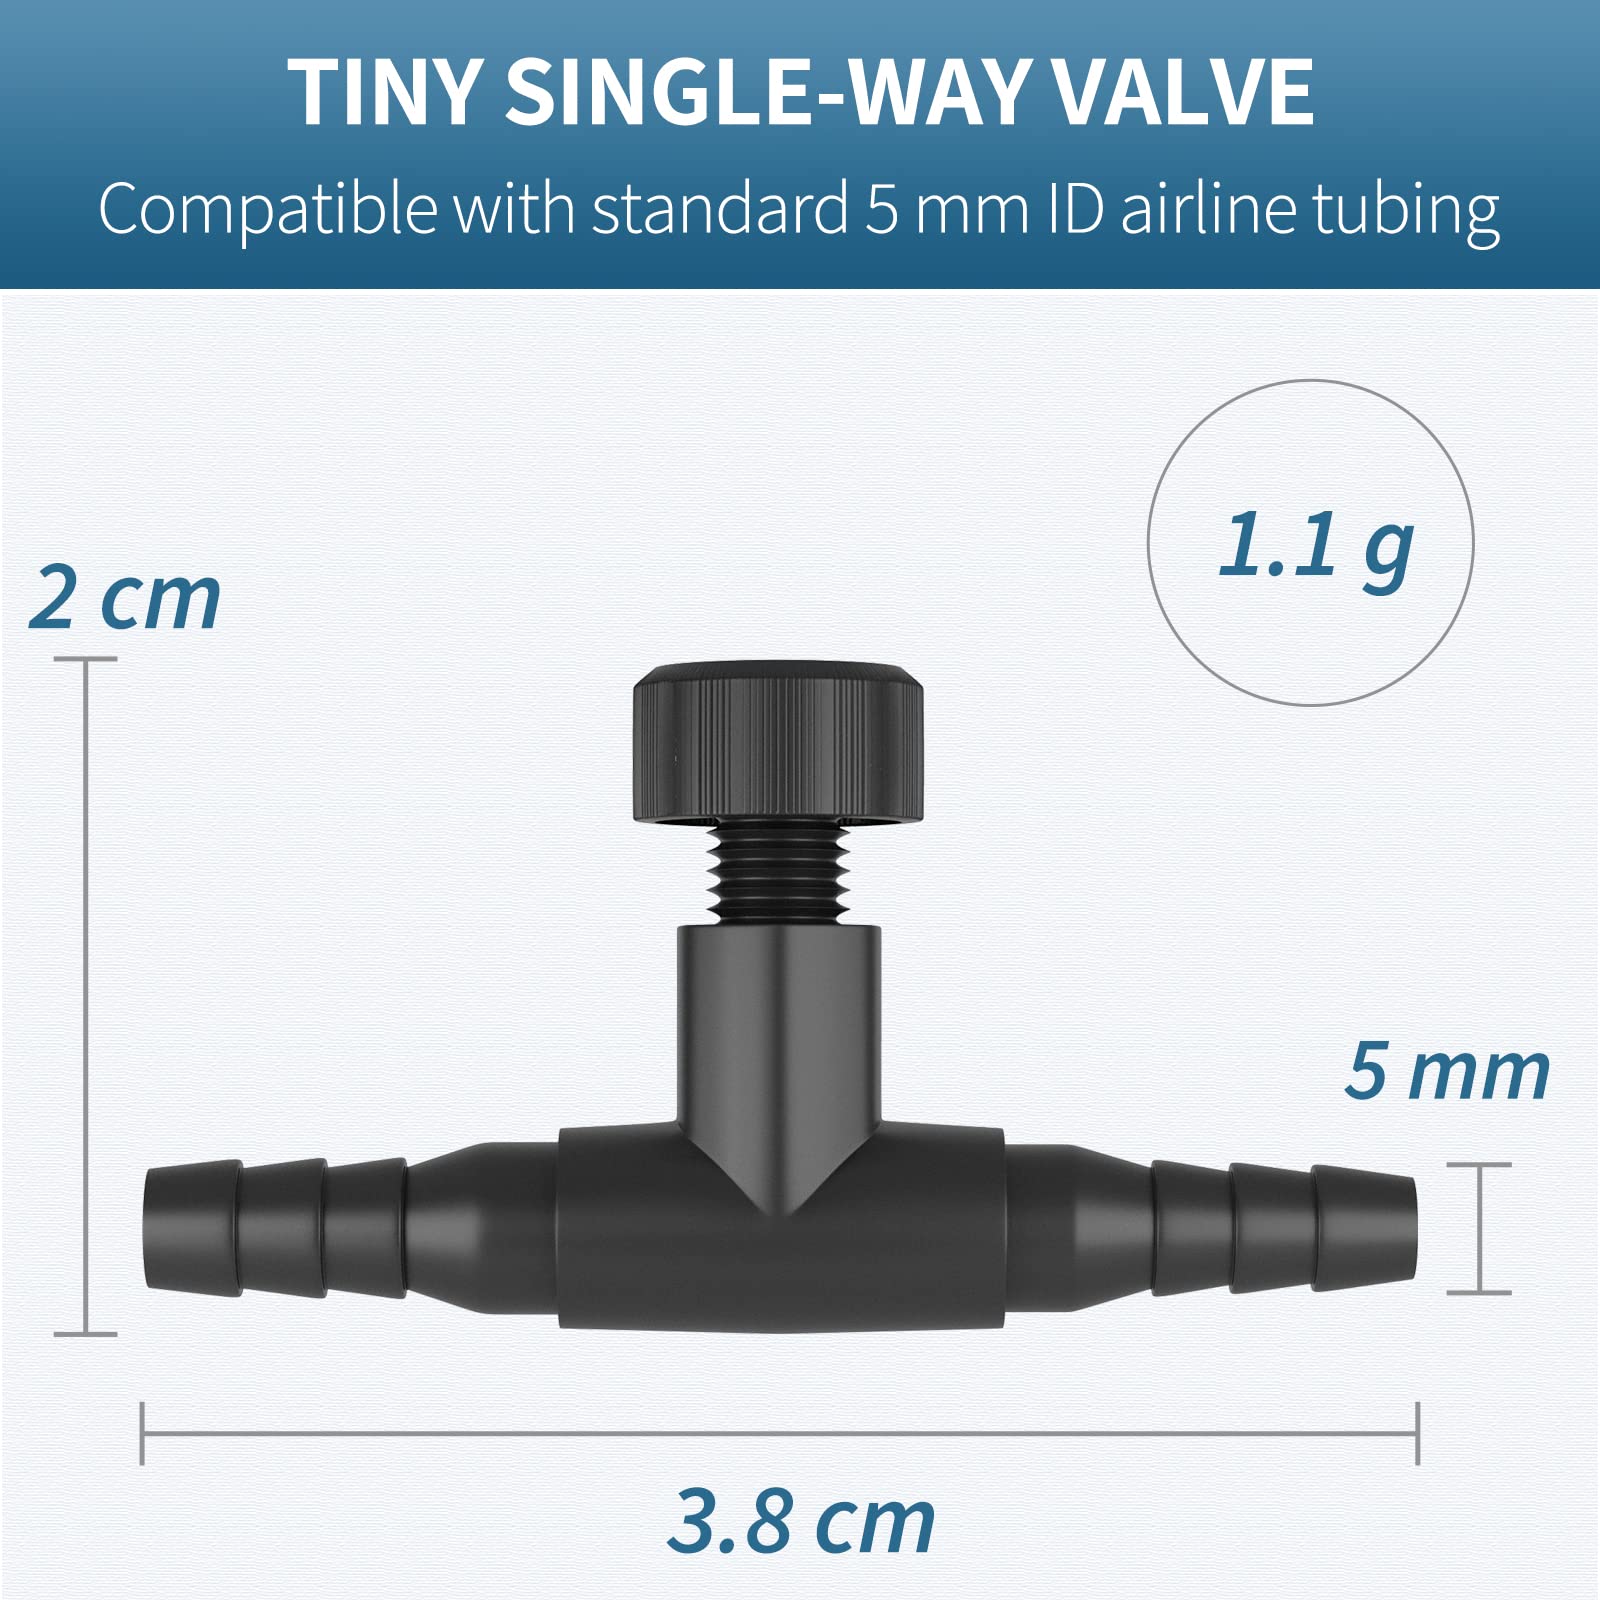 TINY SINGLE-WAY VALVE
Compatible with standard 5 mm ID airline tubing
1.1 g
2 cm
5 mm
3.8 cm